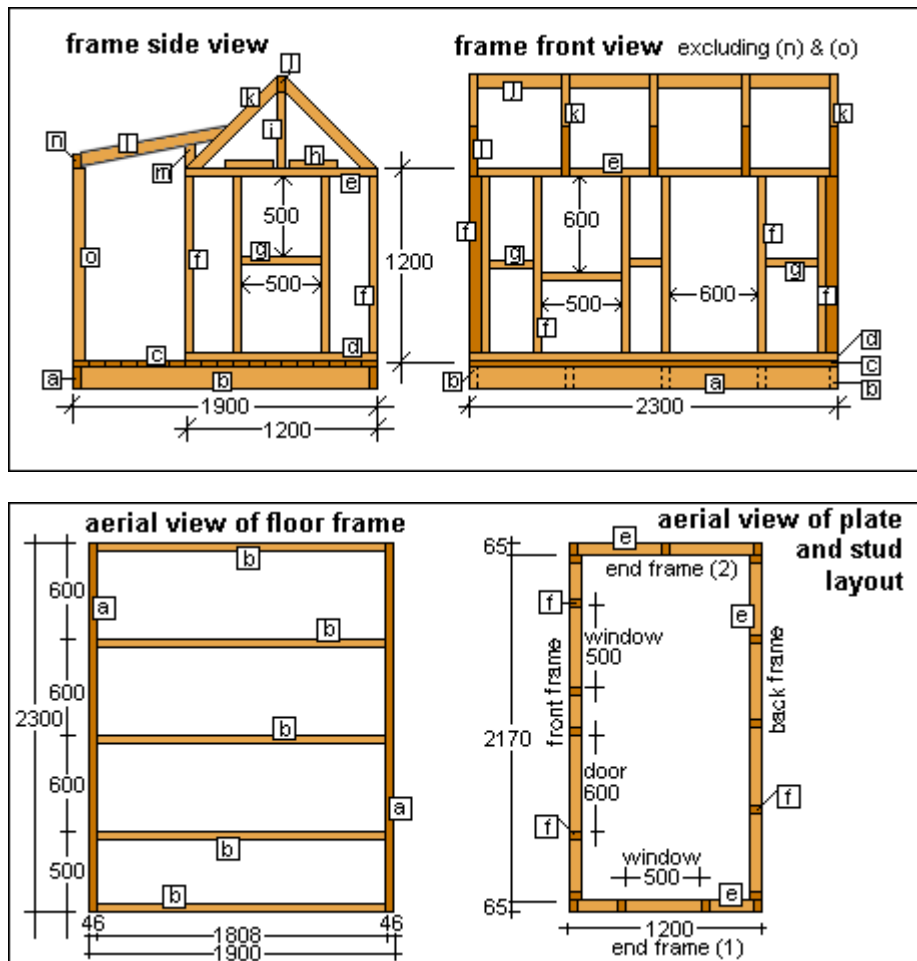 frame side view
j
k
l
n
i
m
h
e
500
g
500
f
f
o
1200
c
d
a
b
1900
1200
frame front view excluding (n) & (o)
j
k
k
l
e
f
600
f
g
g
500
600
f
f
d
c
b
a
b
2300
aerial view of floor frame
b
600
a
b
600
2300
b
600
a
b
500
b
46
46
1808
1900
aerial view of plate
and stud
layout
65
e
end frame (2)
f
e
window
500
front frame
back frame
2170
door
600
f
f
window
500
e
65
1200
end frame (1)